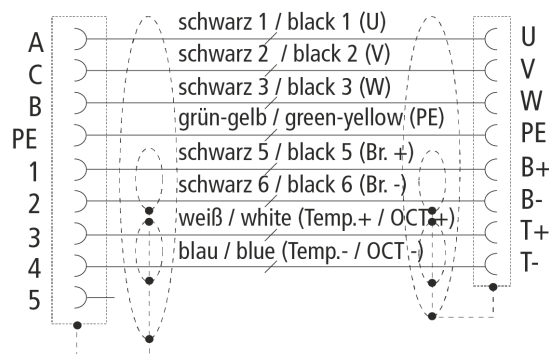 A schwarz 1 / black 1 (U) U
C schwarz 2 / black 2 (V) V
B schwarz 3 / black 3 (W) W
PE grün-gelb / green-yellow (PE) PE
1 schwarz 5 / black 5 (Br. +) B+
2 schwarz 6 / black 6 (Br. -) B-
3 weiß / white (Temp.+ / OCT +) T+
4 blau / blue (Temp.- / OCT -) T-
5